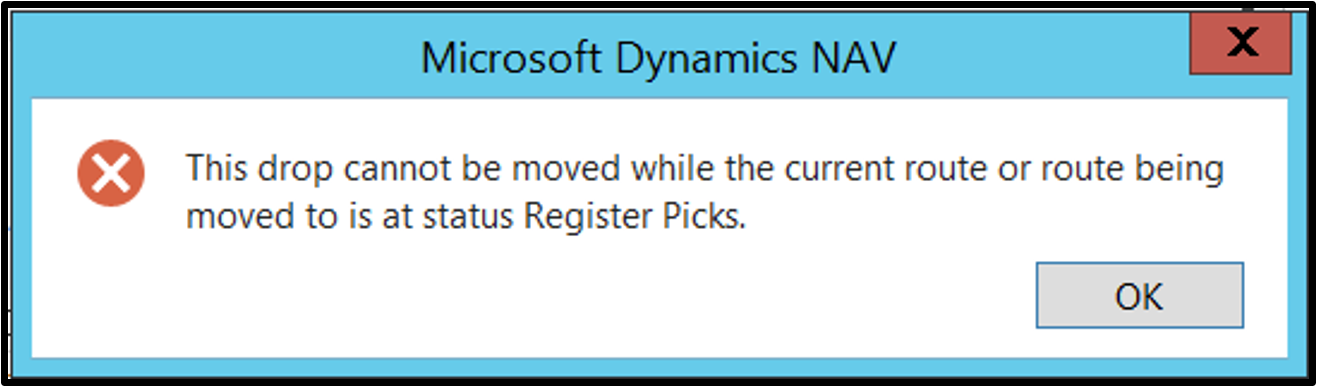 Microsoft Dynamics NAV
X
This drop cannot be moved while the current route or route being
moved to is at status Register Picks.
OK